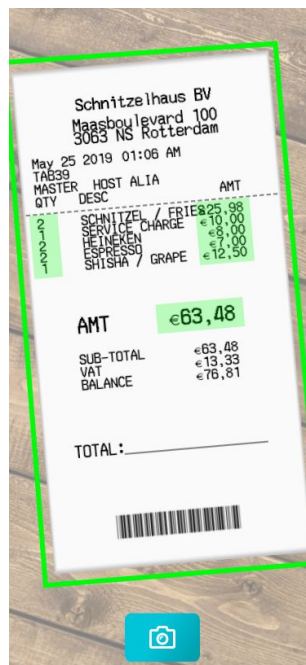 Schnitzelhaus BV
Maasboulevard 100
3063 NS Rotterdam
May 25 2019 01:06 AM
TAB39
MASTER HOST ALIA
QTY DESC AMT
2 SCHNITZEL / FRIES €25,98
1 SERVICE CHARGE €10,00
2 HEINEKEN €8,00
2 ESPRESSO €7,00
1 SHISHA / GRAPE €12,50
AMT €63,48
SUB-TOTAL €63,48
VAT €13,33
BALANCE €76,81
TOTAL: